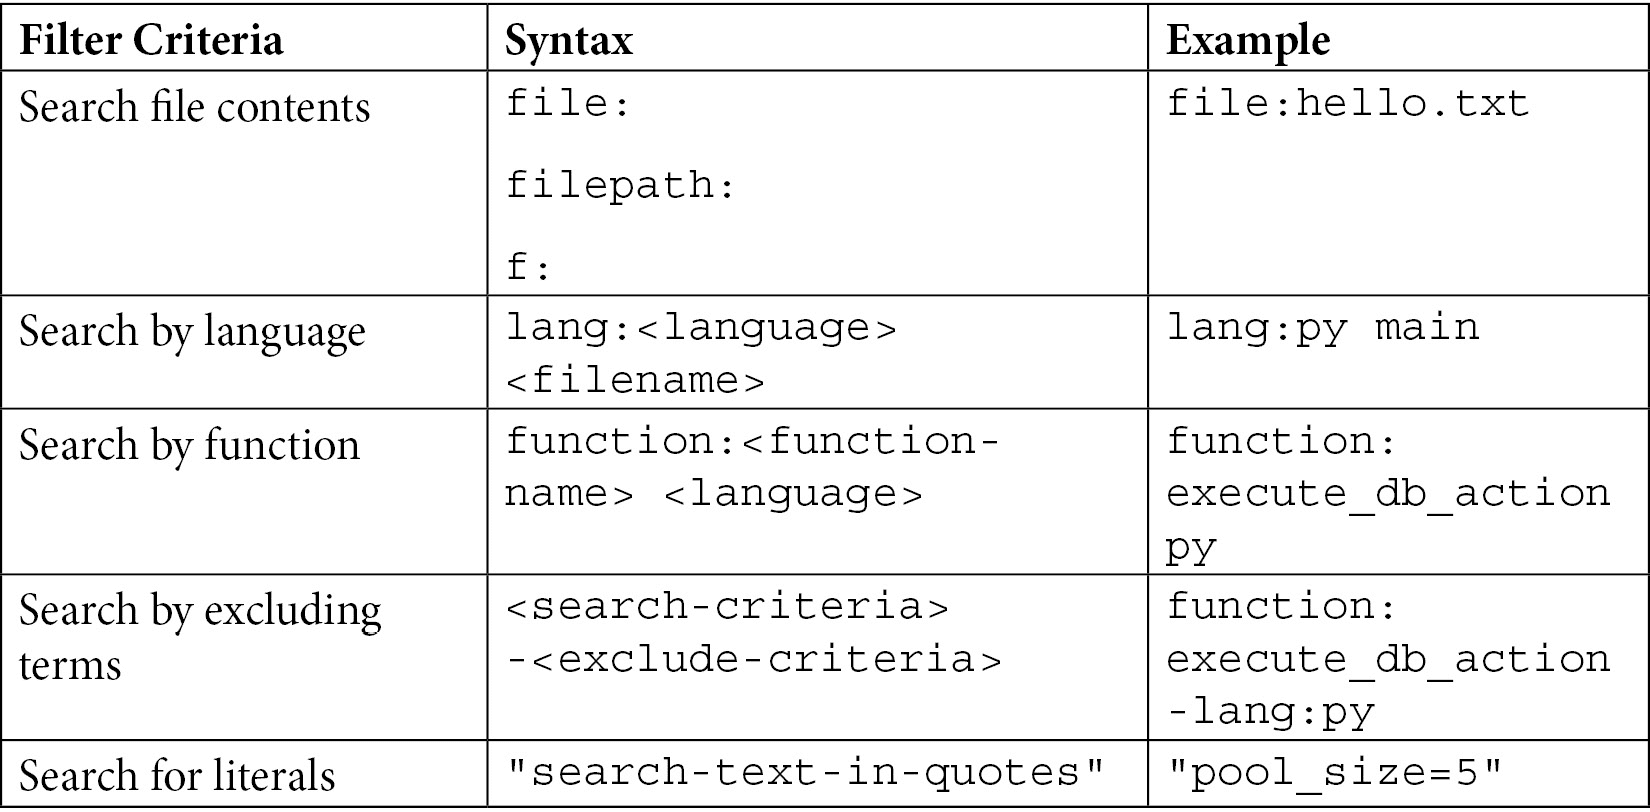 Filter Criteria Syntax Example
Search file contents file: file:hello.txt
filepath:
f:
Search by language lang:<language> lang:py main
<filename>
Search by function function:<function- function:
name> <language> execute_db_action
py
Search by excluding <search-criteria> function:
terms -<exclude-criteria> execute_db_action
-lang:py
Search for literals "search-text-in-quotes" "pool_size=5"